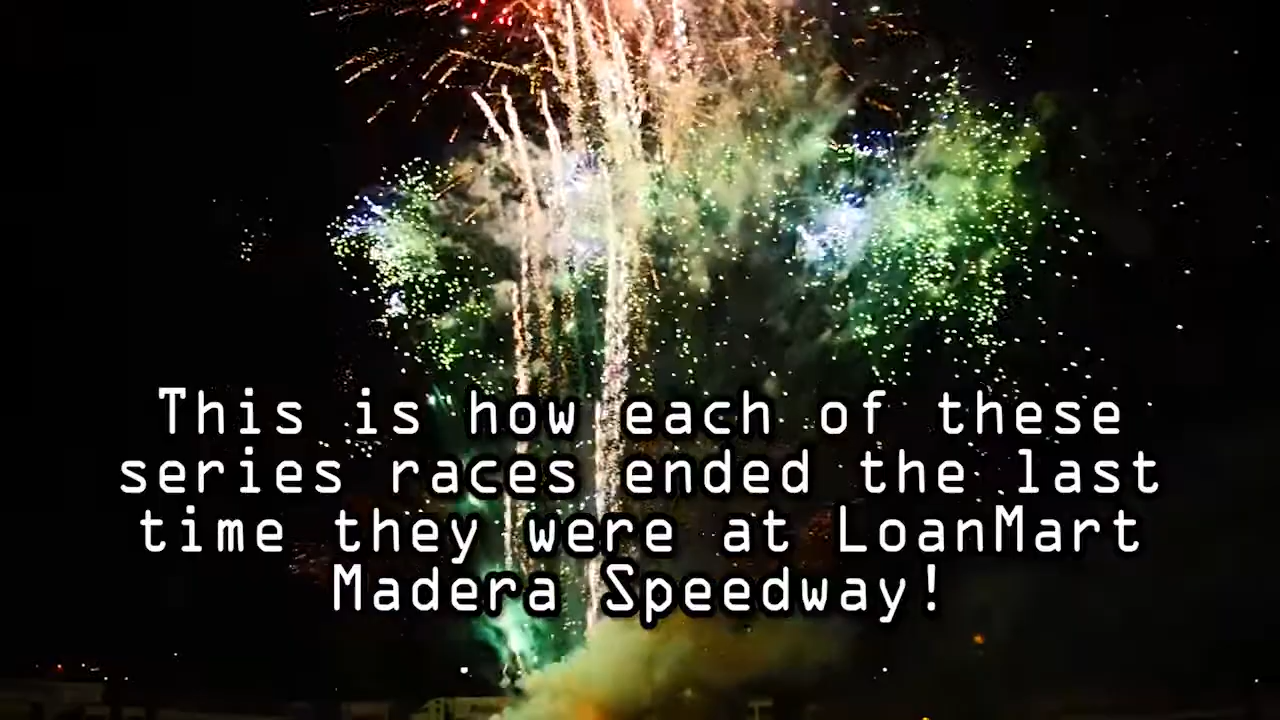 This is how each of these
series races ended the last
time they were at LoanMart
Madera Speedway!